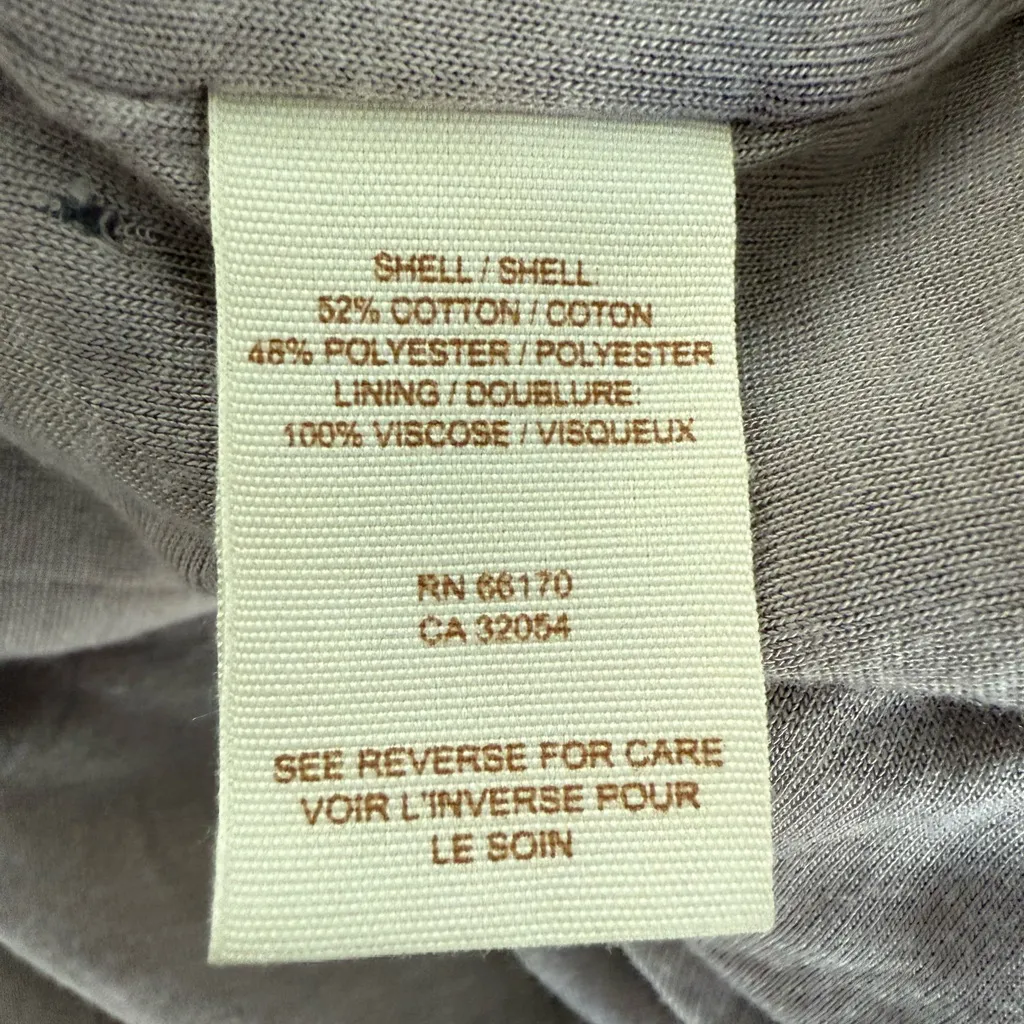 SHELL / SHELL
52% COTTON / COTON
48% POLYESTER / POLYESTER
LINING / DOUBLURE:
100% VISCOSE / VISQUEUX
RN 66170
CA 32054
SEE REVERSE FOR CARE
VOIR L'INVERSE POUR
LE SOIN